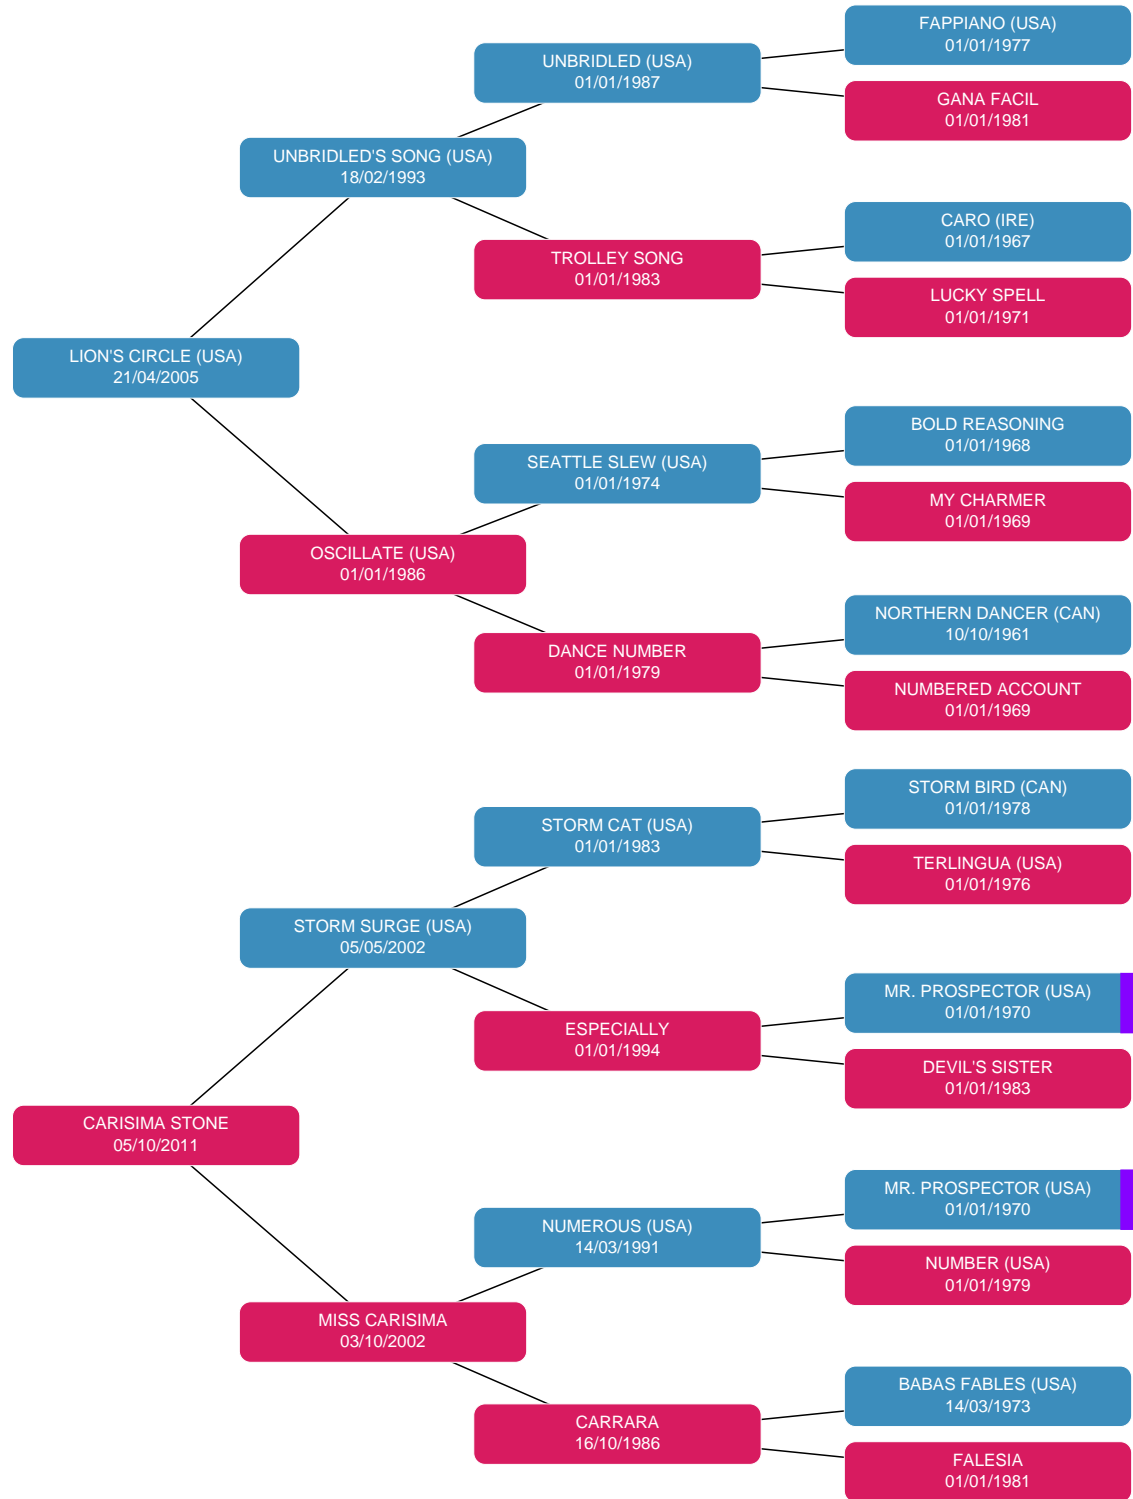 FAPPIANO (USA)
01/01/1977
UNBRIDLED (USA)
01/01/1987
GANA FACIL
01/01/1981
UNBRIDLED'S SONG (USA)
18/02/1993
CARO (IRE)
01/01/1967
TROLLEY SONG
01/01/1983
LUCKY SPELL
01/01/1971
LION'S CIRCLE (USA)
21/04/2005
BOLD REASONING
01/01/1968
SEATTLE SLEW (USA)
01/01/1974
MY CHARMER
01/01/1969
OSCILLATE (USA)
01/01/1986
NORTHERN DANCER (CAN)
10/10/1961
DANCE NUMBER
01/01/1979
NUMBERED ACCOUNT
01/01/1969
STORM BIRD (CAN)
01/01/1978
STORM CAT (USA)
01/01/1983
TERLINGUA (USA)
01/01/1976
STORM SURGE (USA)
05/05/2002
MR. PROSPECTOR (USA)
01/01/1970
ESPECIALLY
01/01/1994
DEVIL'S SISTER
01/01/1983
CARISIMA STONE
05/10/2011
MR. PROSPECTOR (USA)
01/01/1970
NUMEROUS (USA)
14/03/1991
NUMBER (USA)
01/01/1979
MISS CARISIMA
03/10/2002
BABAS FABLES (USA)
14/03/1973
CARRARA
16/10/1986
FALESIA
01/01/1981